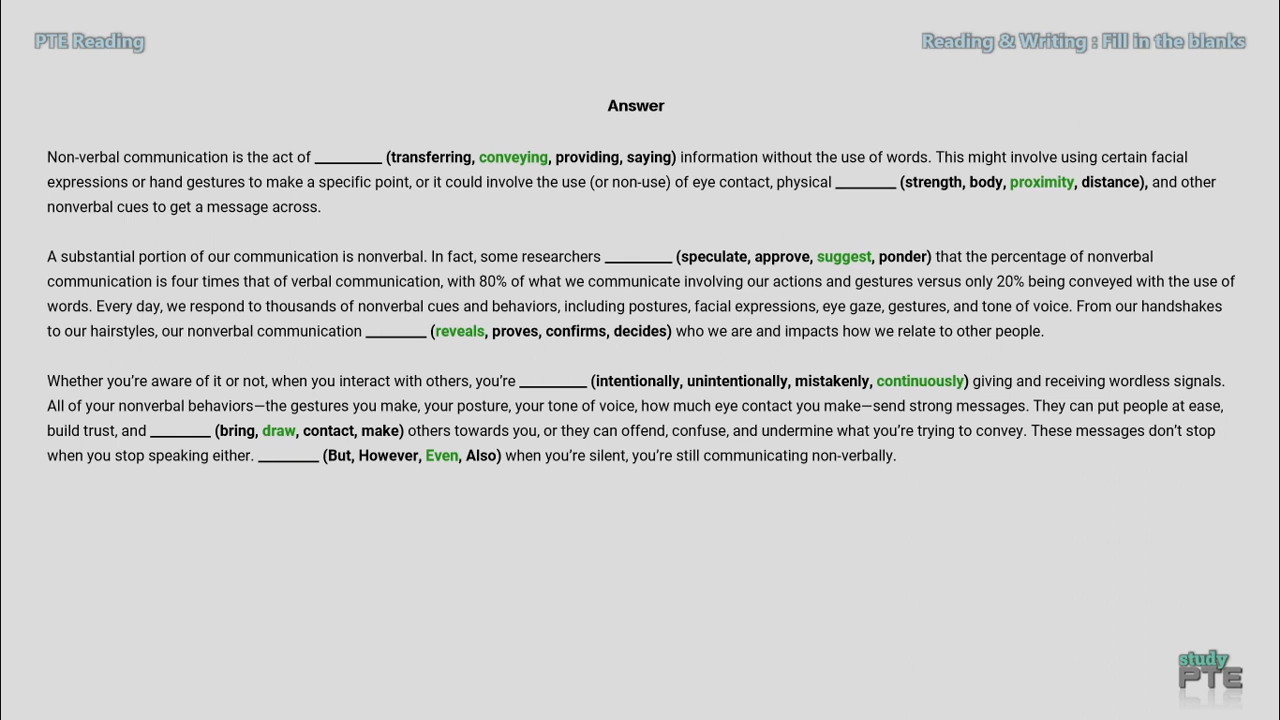 PTE Reading
Reading & Writing : Fill in the blanks
Answer
Non-verbal communication is the act of ________ (transferring, conveying, providing, saying) information without the use of words. This might involve using certain facial
expressions or hand gestures to make a specific point, or it could involve the use (or non-use) of eye contact, physical ________ (strength, body, proximity, distance), and other
nonverbal cues to get a message across.
A substantial portion of our communication is nonverbal. In fact, some researchers ________ (speculate, approve, suggest, ponder) that the percentage of nonverbal
communication is four times that of verbal communication, with 80% of what we communicate involving our actions and gestures versus only 20% being conveyed with the use of
words. Every day, we respond to thousands of nonverbal cues and behaviors, including postures, facial expressions, eye gaze, gestures, and tone of voice. From our handshakes
to our hairstyles, our nonverbal communication ________ (reveals, proves, confirms, decides) who we are and impacts how we relate to other people.
Whether you’re aware of it or not, when you interact with others, you’re ________ (intentionally, unintentionally, mistakenly, continuously) giving and receiving wordless signals.
All of your nonverbal behaviors—the gestures you make, your posture, your tone of voice, how much eye contact you make—send strong messages. They can put people at ease,
build trust, and ________ (bring, draw, contact, make) others towards you, or they can offend, confuse, and undermine what you’re trying to convey. These messages don’t stop
when you stop speaking either. ________ (But, However, Even, Also) when you’re silent, you’re still communicating non-verbally.
study
PTE